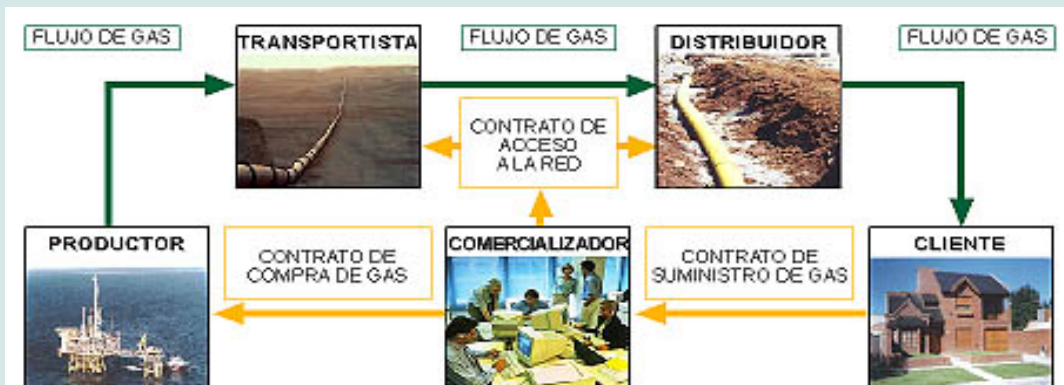 FLUJO DE GAS
TRANSPORTISTA
FLUJO DE GAS
DISTRIBUIDOR
FLUJO DE GAS
CONTRATO DE
ACCESO
A LA RED
PRODUCTOR
CONTRATO DE
COMPRA DE GAS
COMERCIALIZADOR
CONTRATO DE
SUMINISTRO DE GAS
CLIENTE